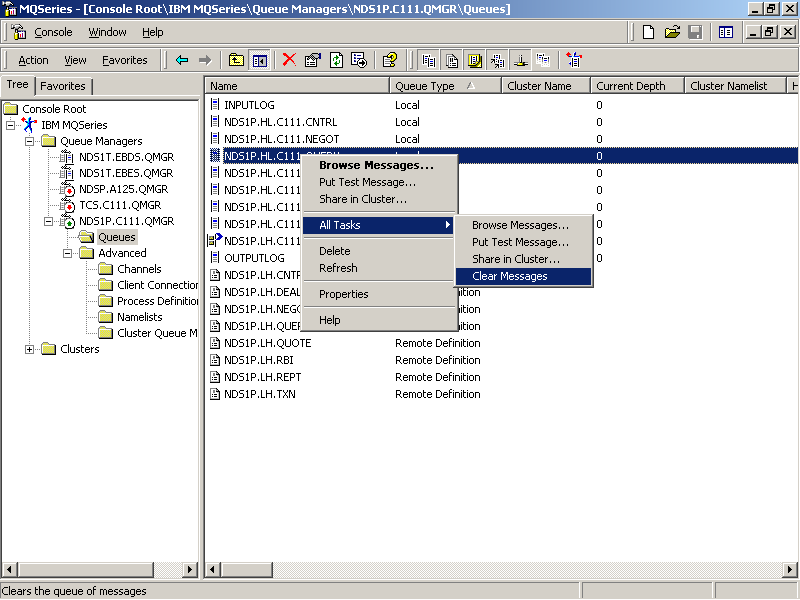 MQSeries - [Console Root\IBM MQSeries\Queue Managers\NDS1P.C111.QMGR\Queues]
Console Window Help
Action View Favorites
Tree Favorites
Console Root
IBM MQSeries
Queue Managers
NDS1T.EBDS.QMGR
NDS1T.EBES.QMGR
NDSP.A125.QMGR
TCS.C111.QMGR
NDS1P.C111.QMGR
Queues
Advanced
Channels
Client Connection
Process Definitio
Namelists
Cluster Queue M
Clusters
Name Queue Type Cluster Name Current Depth Cluster Namelist H
INPUTLOG Local 0
NDS1P.HL.C111.CNTRL Local 0
NDS1P.HL.C111.NEGOT Local 0
NDS1P.HL.C111. 0
NDS1P.HL.C111 0
NDS1P.HL.C111 0
NDS1P.HL.C111 0
NDS1P.HL.C111 0
NDS1P.LH.C111 0
OUTPUTLOG 0
NDS1P.LH.CNTR
NDS1P.LH.DEAL nition
NDS1P.LH.NEGO Remote Definition
NDS1P.LH.QUER Remote Definition
NDS1P.LH.QUOTE Remote Definition
NDS1P.LH.RBI Remote Definition
NDS1P.LH.REPT Remote Definition
NDS1P.LH.TXN Remote Definition
Browse Messages...
Put Test Message...
Share in Cluster...
All Tasks
Delete
Refresh
Properties
Help
Browse Messages...
Put Test Message...
Share in Cluster...
Clear Messages
Clears the queue of messages